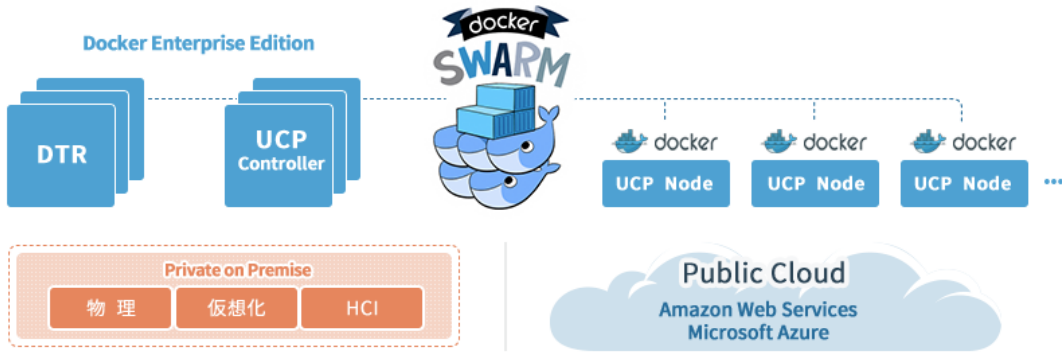 Docker Enterprise Edition
docker
SWARM
DTR
UCP
Controller
docker
docker
docker
UCP Node
UCP Node
UCP Node
...
Private on Premise
物 理
仮想化
HCI
Public Cloud
Amazon Web Services
Microsoft Azure